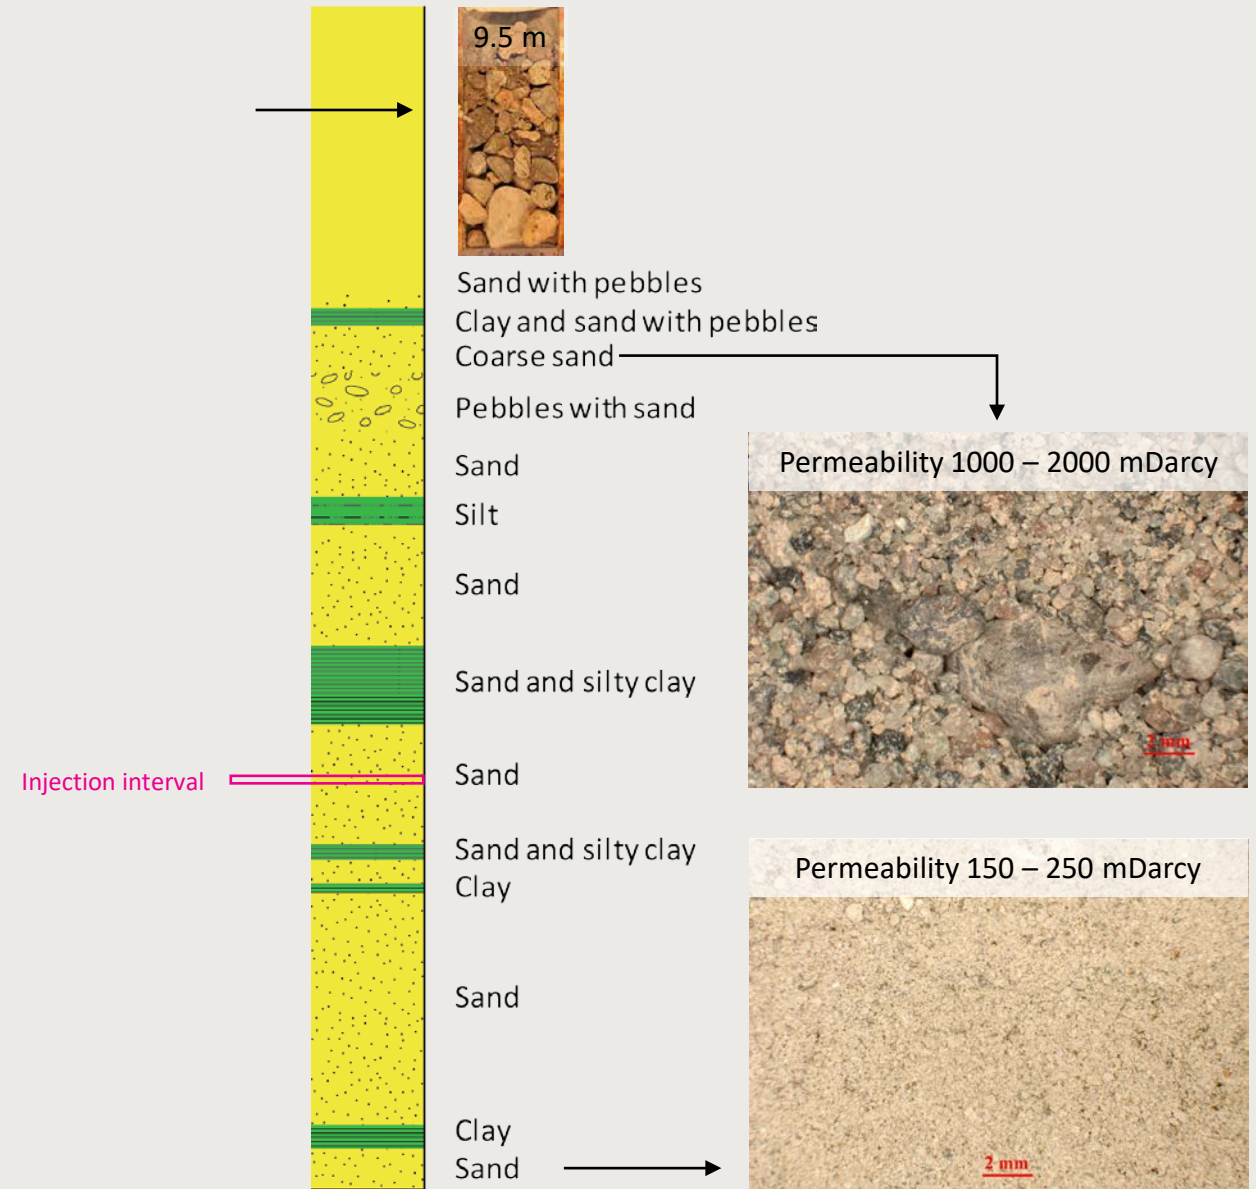 9.5 m
Sand with pebbles
Clay and sand with pebbles
Coarse sand
Pebbles with sand
Permeability 1000 – 2000 mDarcy
Sand
Silt
Sand
Sand and silty clay
2 mm
Injection interval
Sand
Sand and silty clay
Permeability 150 – 250 mDarcy
Clay
Sand
Clay
Sand
2 mm